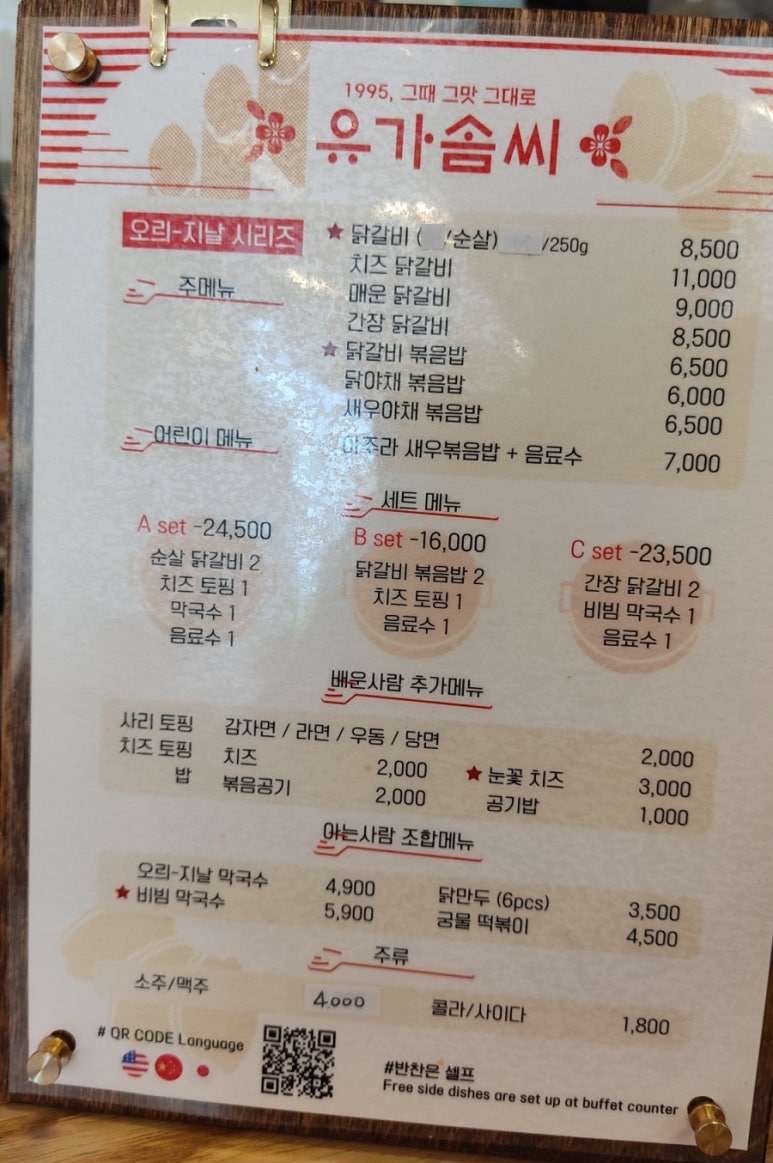 1995, 그때 그맛 그대로
유가솜씨
오리-지날 시리즈
주메뉴
★ 닭갈비 ( /순살) /250g 8,500
치즈 닭갈비 11,000
매운 닭갈비 9,000
간장 닭갈비 8,500
★ 닭갈비 볶음밥 6,500
닭야채 볶음밥 6,000
새우야채 볶음밥 6,500
어린이 메뉴
아주라 새우볶음밥 + 음료수 7,000
세트 메뉴
A set -24,500
순살 닭갈비 2
치즈 토핑 1
막국수 1
음료수 1
B set -16,000
닭갈비 볶음밥 2
치즈 토핑 1
음료수 1
C set -23,500
간장 닭갈비 2
비빔 막국수 1
음료수 1
배운사람 추가메뉴
사리 토핑 감자면 / 라면 / 우동 / 당면 2,000
치즈 토핑 치즈 2,000 ★ 눈꽃 치즈 3,000
밥 볶음공기 2,000 공기밥 1,000
아는사람 조합메뉴
오리-지날 막국수 4,900 닭만두 (6pcs) 3,500
★ 비빔 막국수 5,900 궁물 떡볶이 4,500
주류
소주/맥주 4,000 콜라/사이다 1,800
# QR CODE Language
#반찬은 셀프
Free side dishes are set up at buffet counter